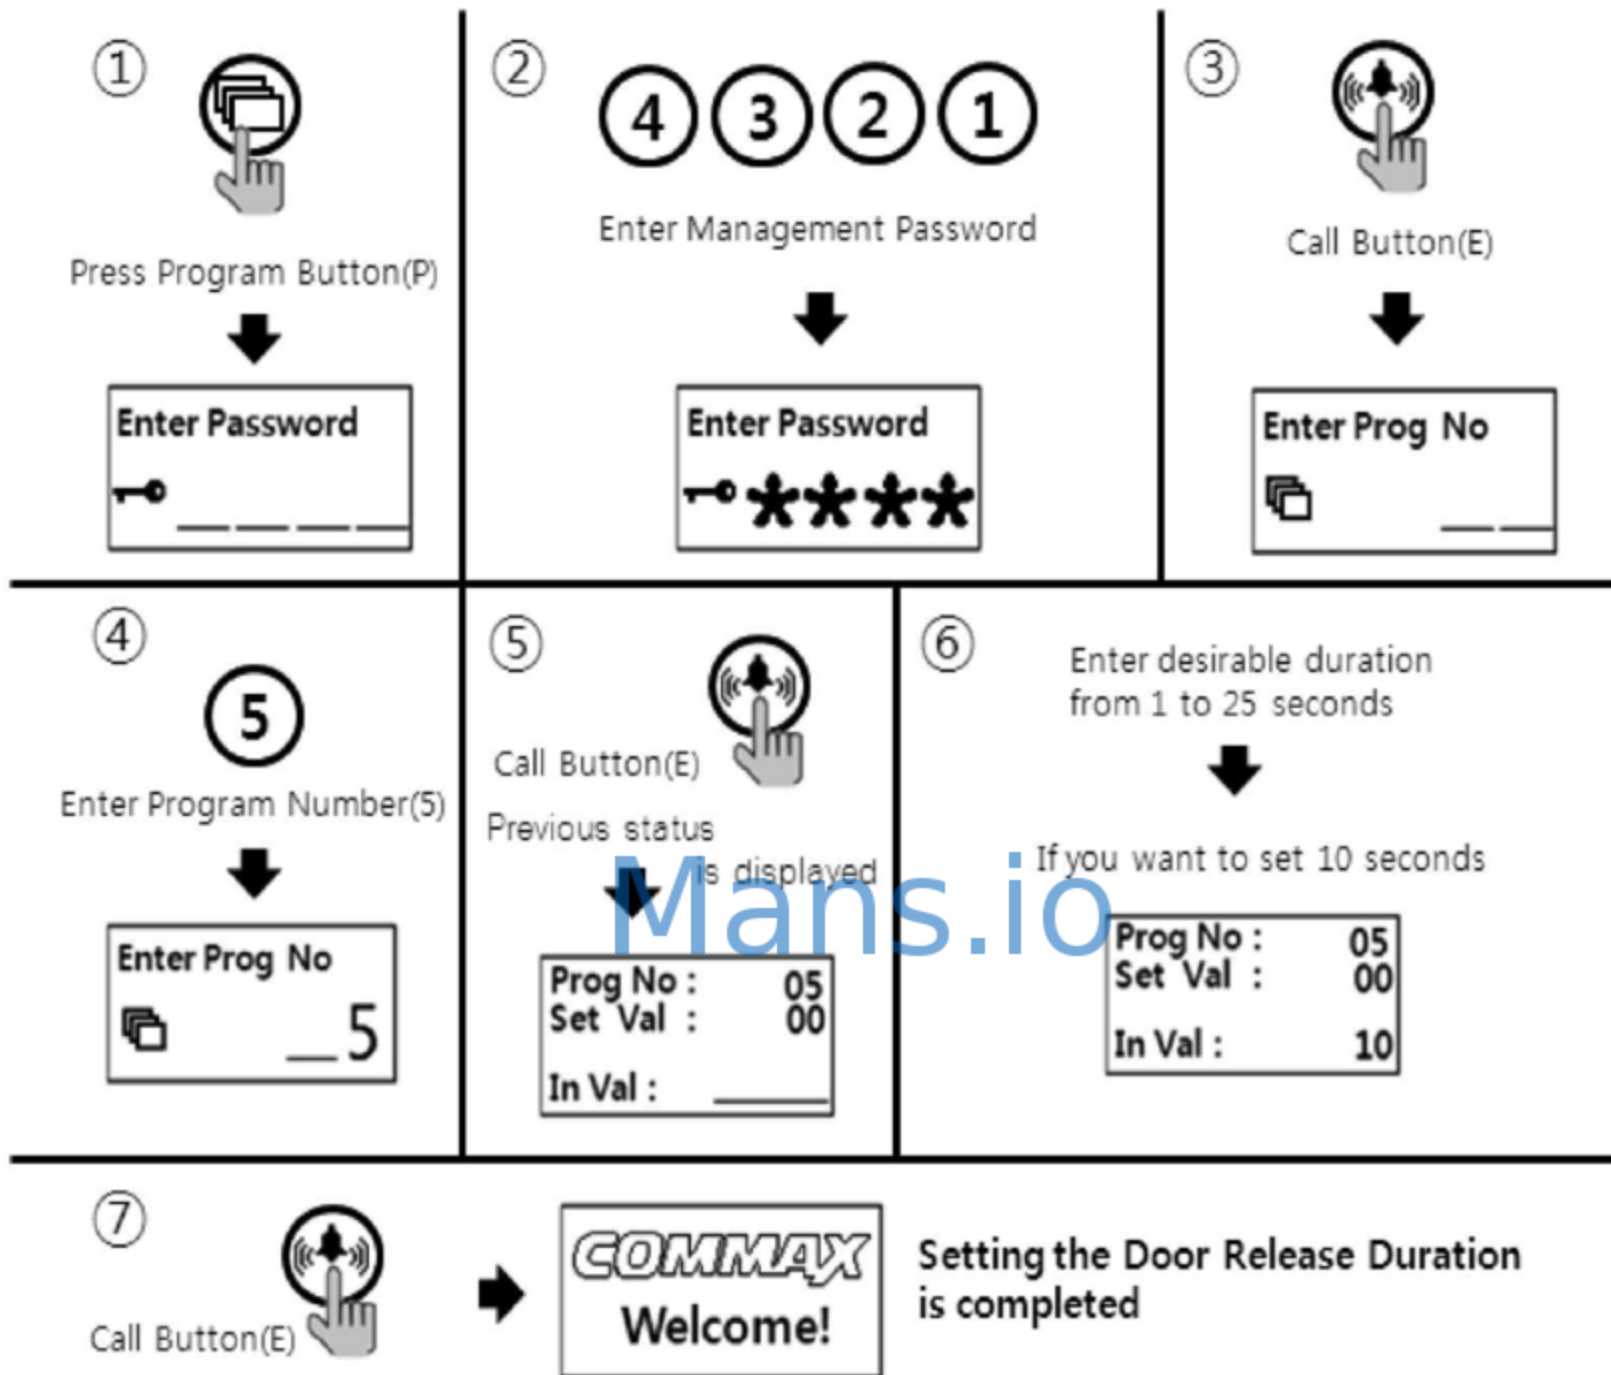 ①
Press Program Button(P)
Enter Password
②
4 3 2 1
Enter Management Password
Enter Password
③
Call Button(E)
Enter Prog No
④
5
Enter Program Number(5)
Enter Prog No
_5
⑤
Call Button(E)
Previous status
is displayed
Prog No : 05
Set Val : 00
In Val :
⑥
Enter desirable duration
from 1 to 25 seconds
If you want to set 10 seconds
Prog No : 05
Set Val : 00
In Val : 10
Mans.io
⑦
Call Button(E)
COMMAX
Welcome!
Setting the Door Release Duration
is completed